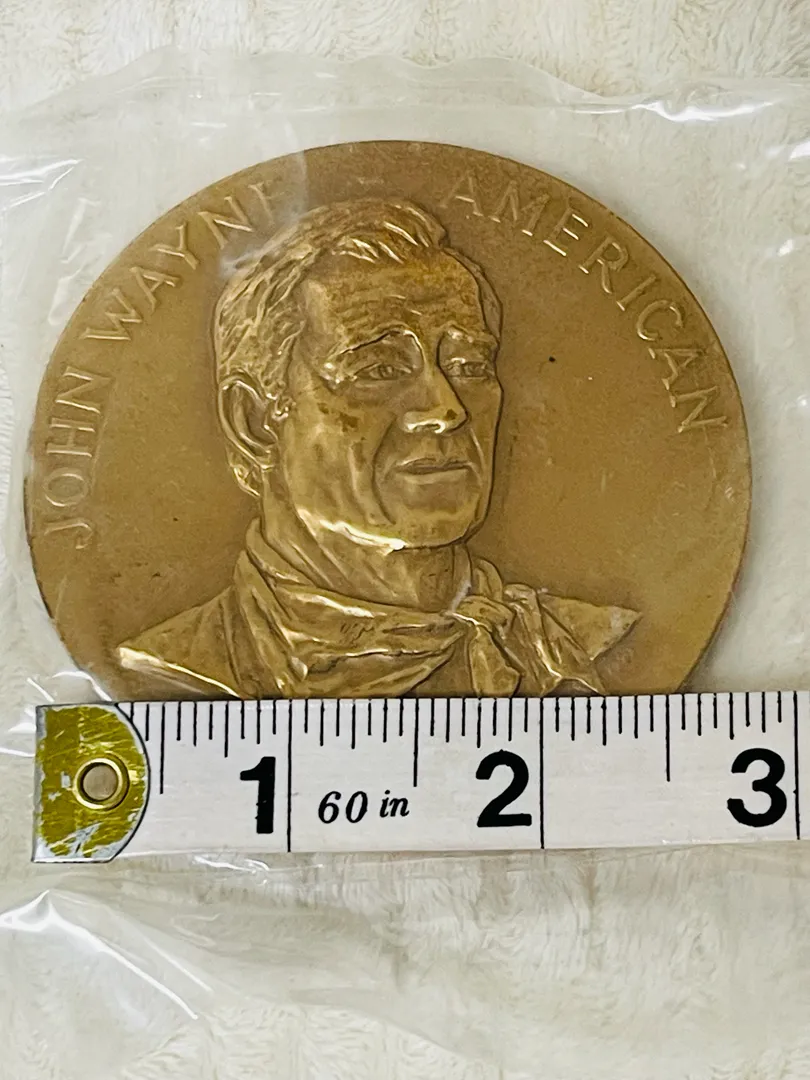 JOHN WAYNE - AMERICAN
1 60 in 2 3